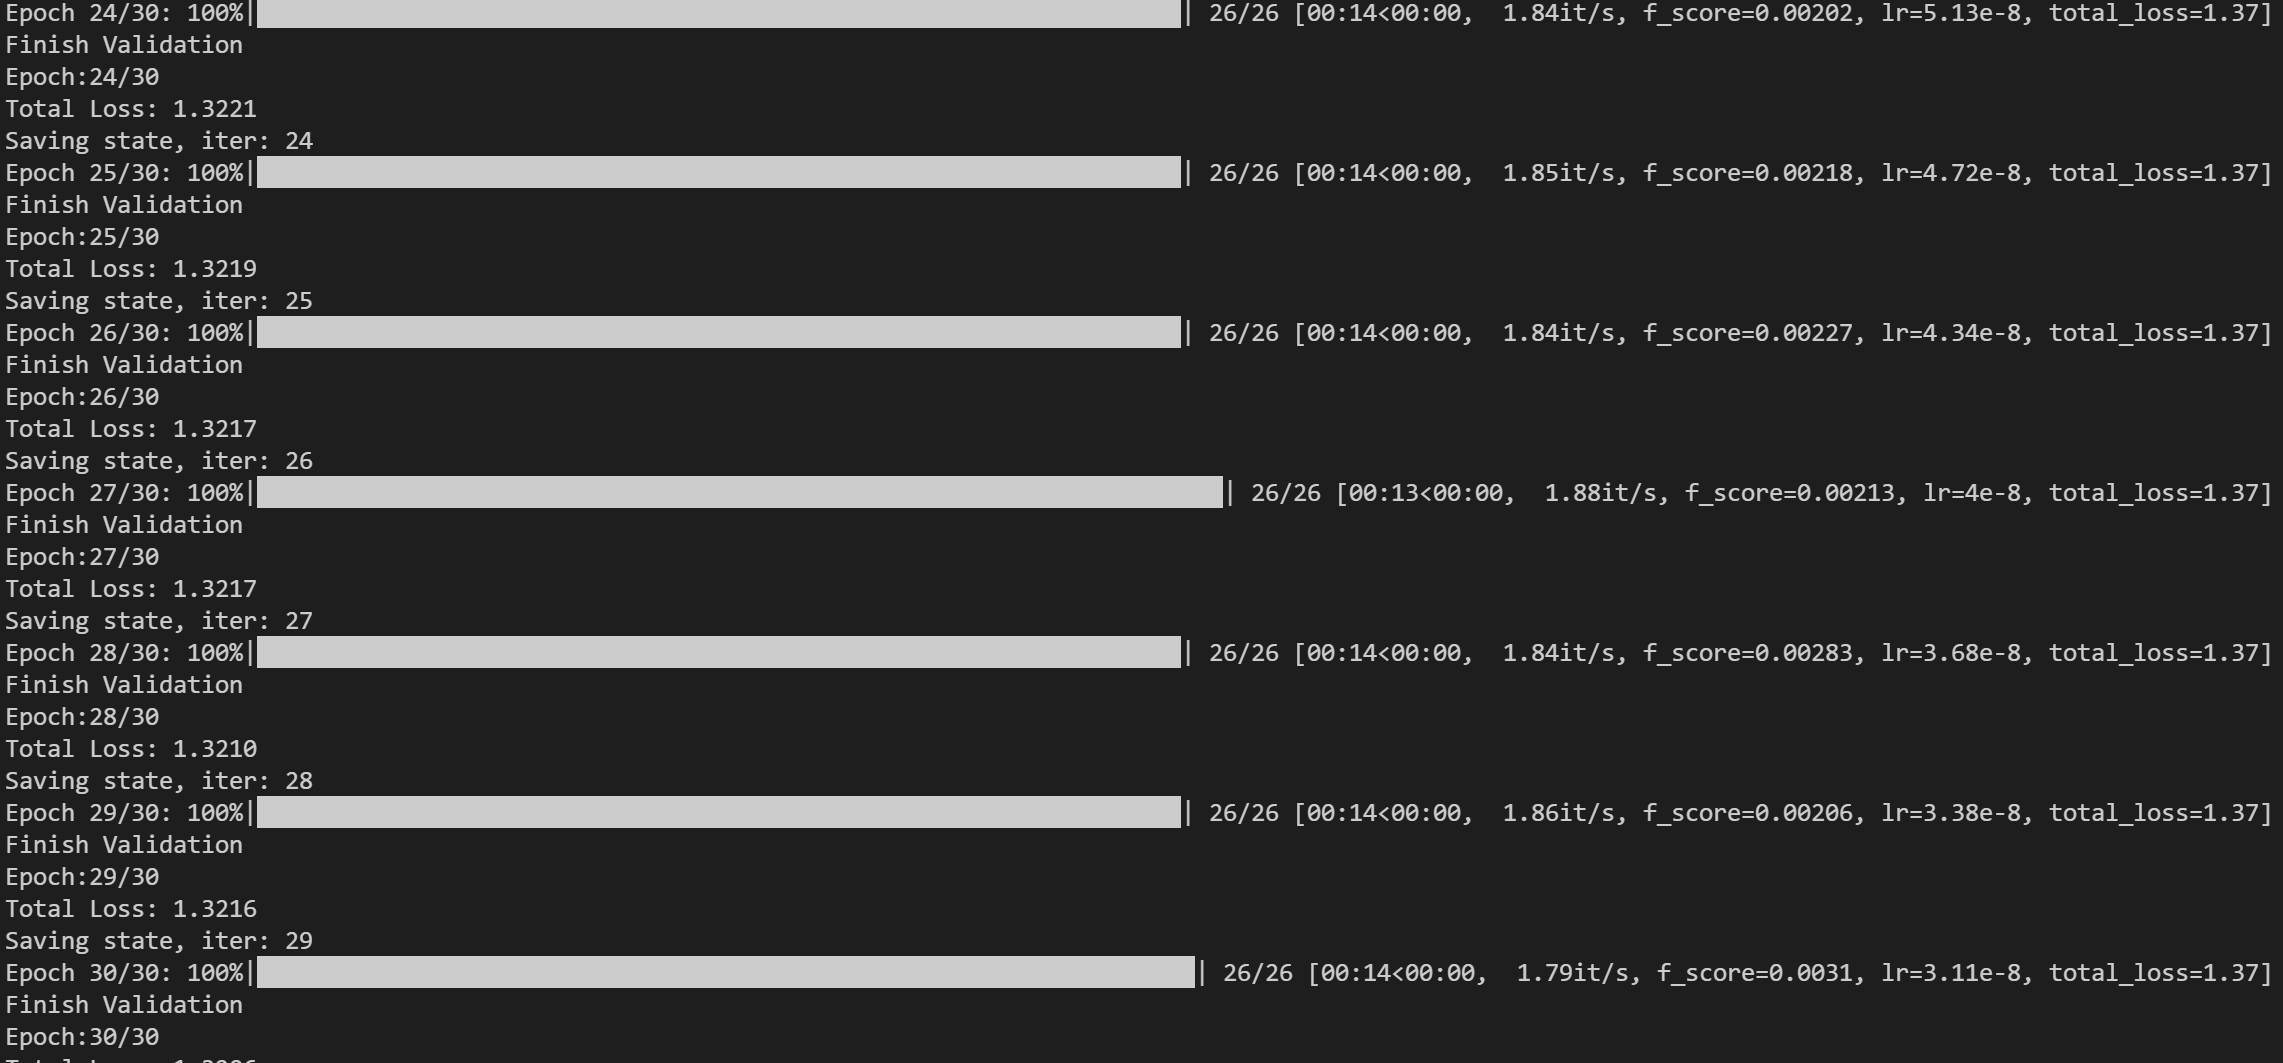 Epoch 24/30: 100%|██████████| 26/26 [00:14<00:00,  1.84it/s, f_score=0.00202, lr=5.13e-8, total_loss=1.37]
Finish Validation
Epoch:24/30
Total Loss: 1.3221
Saving state, iter: 24
Epoch 25/30: 100%|██████████| 26/26 [00:14<00:00,  1.85it/s, f_score=0.00218, lr=4.72e-8, total_loss=1.37]
Finish Validation
Epoch:25/30
Total Loss: 1.3219
Saving state, iter: 25
Epoch 26/30: 100%|██████████| 26/26 [00:14<00:00,  1.84it/s, f_score=0.00227, lr=4.34e-8, total_loss=1.37]
Finish Validation
Epoch:26/30
Total Loss: 1.3217
Saving state, iter: 26
Epoch 27/30: 100%|██████████| 26/26 [00:13<00:00,  1.88it/s, f_score=0.00213, lr=4e-8, total_loss=1.37]
Finish Validation
Epoch:27/30
Total Loss: 1.3217
Saving state, iter: 27
Epoch 28/30: 100%|██████████| 26/26 [00:14<00:00,  1.84it/s, f_score=0.00283, lr=3.68e-8, total_loss=1.37]
Finish Validation
Epoch:28/30
Total Loss: 1.3210
Saving state, iter: 28
Epoch 29/30: 100%|██████████| 26/26 [00:14<00:00,  1.86it/s, f_score=0.00206, lr=3.38e-8, total_loss=1.37]
Finish Validation
Epoch:29/30
Total Loss: 1.3216
Saving state, iter: 29
Epoch 30/30: 100%|██████████| 26/26 [00:14<00:00,  1.79it/s, f_score=0.0031, lr=3.11e-8, total_loss=1.37]
Finish Validation
Epoch:30/30